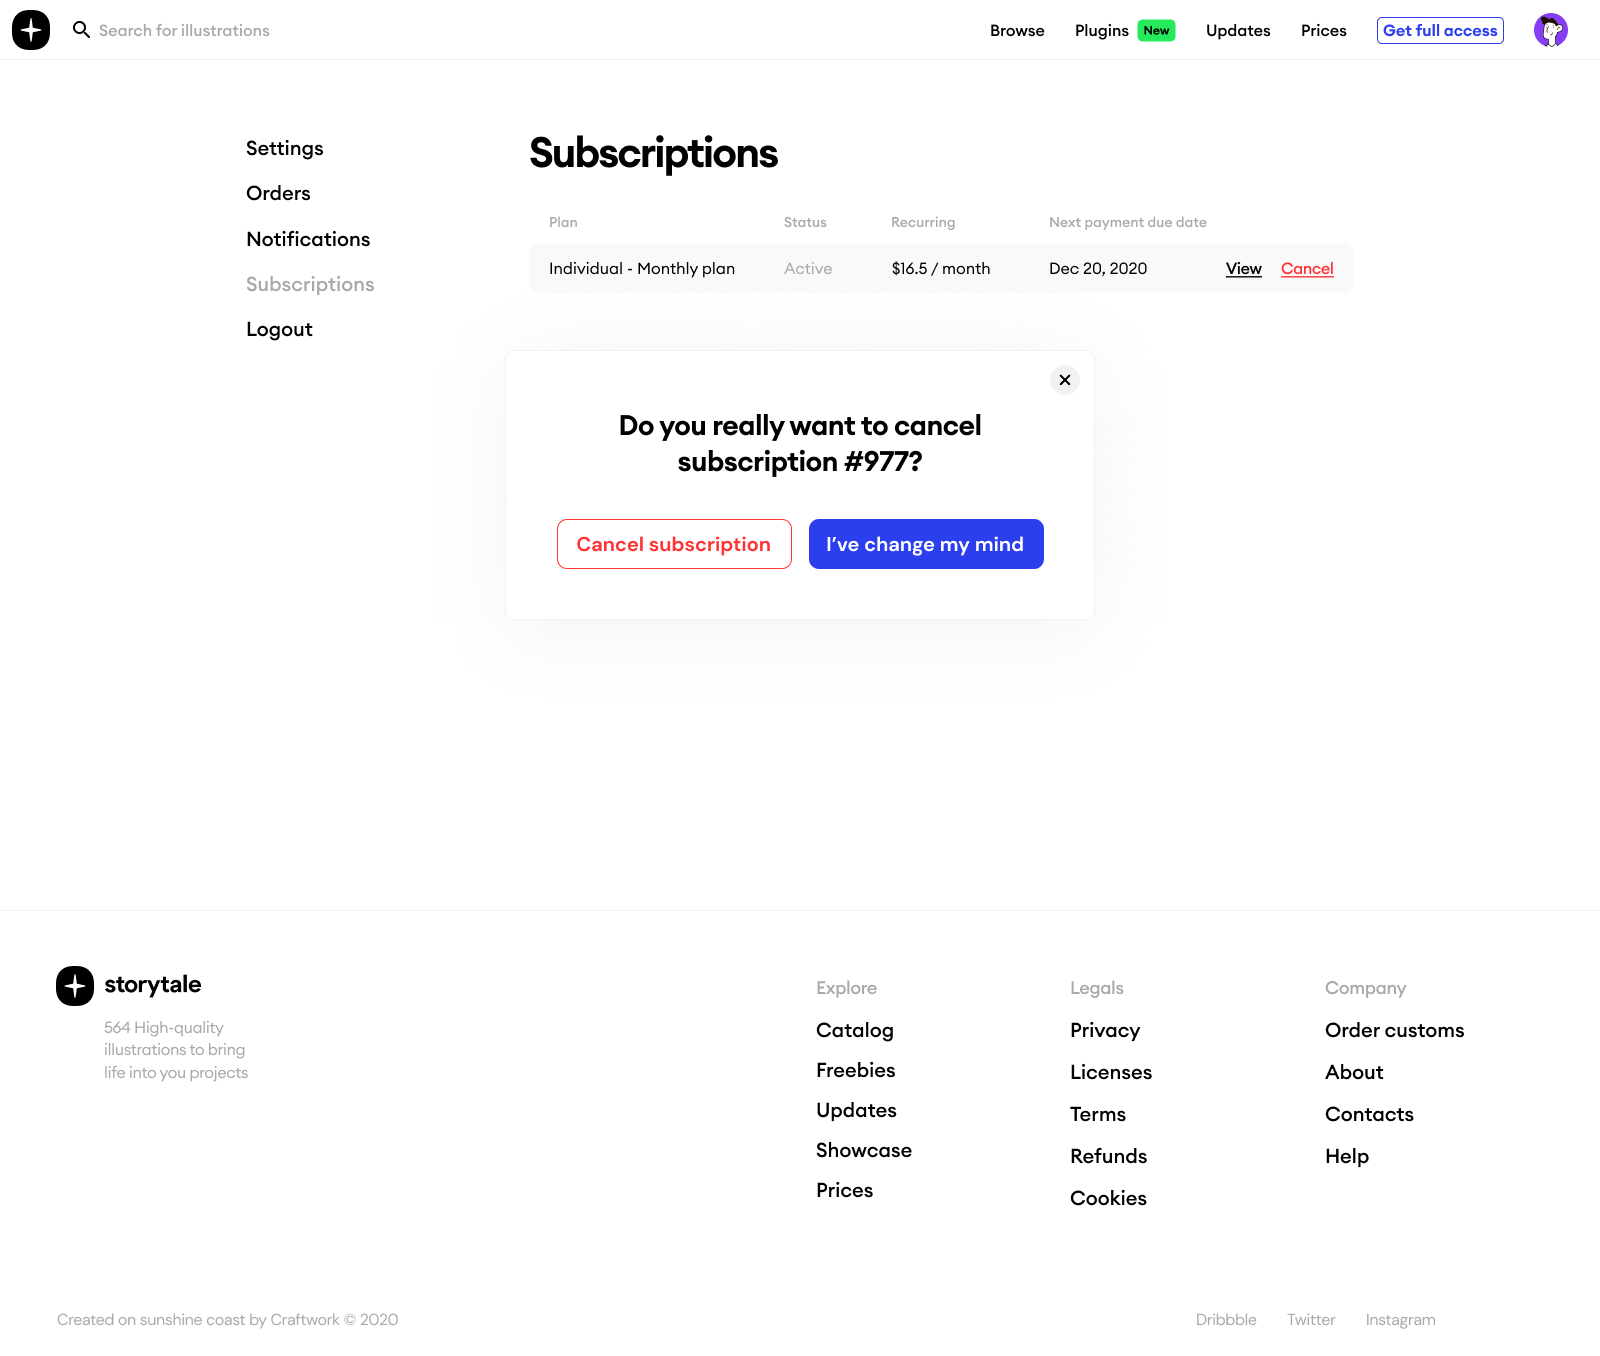 Search for illustrations
Browse
Plugins
New
Updates
Prices
Get full access
Settings
Orders
Notifications
Subscriptions
Logout
Subscriptions
Plan
Status
Recurring
Next payment due date
Individual - Monthly plan
Active
$16.5 / month
Dec 20, 2020
View
Cancel
Do you really want to cancel
subscription #977?
Cancel subscription
I’ve change my mind
storytale
564 High-quality
illustrations to bring
life into you projects
Explore
Catalog
Freebies
Updates
Showcase
Prices
Legals
Privacy
Licenses
Terms
Refunds
Cookies
Company
Order customs
About
Contacts
Help
Created on sunshine coast by Craftwork © 2020
Dribbble
Twitter
Instagram